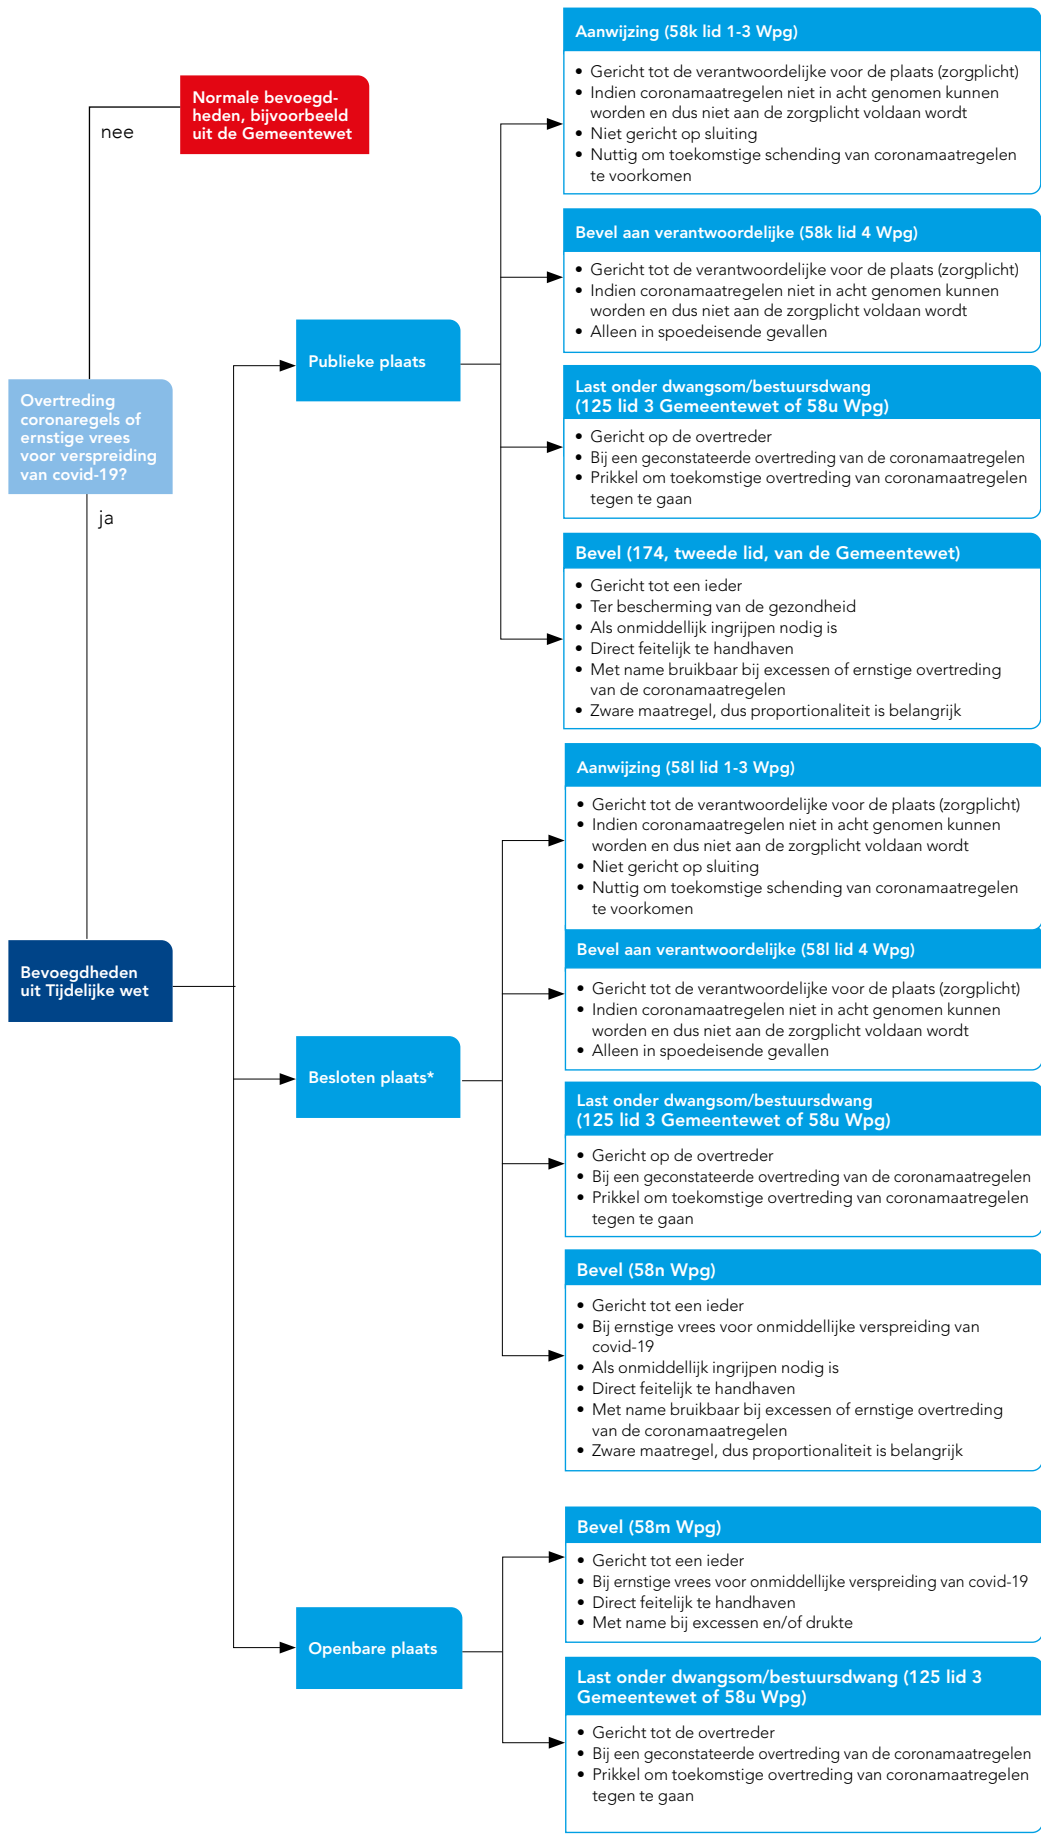 Overtreding
coronaregels of
ernstige vrees
voor verspreiding
van covid-19?
nee
Normale bevoegd-
heden, bijvoorbeeld
uit de Gemeentewet
ja
Bevoegdheden
uit Tijdelijke wet
Publieke plaats
Aanwijzing (58k lid 1-3 Wpg)
• Gericht tot de verantwoordelijke voor de plaats (zorgplicht)
• Indien coronamaatregelen niet in acht genomen kunnen
worden en dus niet aan de zorgplicht voldaan wordt
• Niet gericht op sluiting
• Nuttig om toekomstige schending van coronamaatregelen
te voorkomen
Bevel aan verantwoordelijke (58k lid 4 Wpg)
• Gericht tot de verantwoordelijke voor de plaats (zorgplicht)
• Indien coronamaatregelen niet in acht genomen kunnen
worden en dus niet aan de zorgplicht voldaan wordt
• Alleen in spoedeisende gevallen
Last onder dwangsom/bestuursdwang
(125 lid 3 Gemeentewet of 58u Wpg)
• Gericht op de overtreder
• Bij een geconstateerde overtreding van de coronamaatregelen
• Prikkel om toekomstige overtreding van coronamaatregelen
tegen te gaan
Bevel (174, tweede lid, van de Gemeentewet)
• Gericht tot een ieder
• Ter bescherming van de gezondheid
• Als onmiddellijk ingrijpen nodig is
• Direct feitelijk te handhaven
• Met name bruikbaar bij excessen of ernstige overtreding
van de coronamaatregelen
• Zware maatregel, dus proportionaliteit is belangrijk
Besloten plaats*
Aanwijzing (58l lid 1-3 Wpg)
• Gericht tot de verantwoordelijke voor de plaats (zorgplicht)
• Indien coronamaatregelen niet in acht genomen kunnen
worden en dus niet aan de zorgplicht voldaan wordt
• Niet gericht op sluiting
• Nuttig om toekomstige schending van coronamaatregelen
te voorkomen
Bevel aan verantwoordelijke (58l lid 4 Wpg)
• Gericht tot de verantwoordelijke voor de plaats (zorgplicht)
• Indien coronamaatregelen niet in acht genomen kunnen
worden en dus niet aan de zorgplicht voldaan wordt
• Alleen in spoedeisende gevallen
Last onder dwangsom/bestuursdwang
(125 lid 3 Gemeentewet of 58u Wpg)
• Gericht op de overtreder
• Bij een geconstateerde overtreding van de coronamaatregelen
• Prikkel om toekomstige overtreding van coronamaatregelen
tegen te gaan
Bevel (58n Wpg)
• Gericht tot een ieder
• Bij ernstige vrees voor onmiddellijke verspreiding van
covid-19
• Als onmiddellijk ingrijpen nodig is
• Direct feitelijk te handhaven
• Met name bruikbaar bij excessen of ernstige overtreding
van de coronamaatregelen
• Zware maatregel, dus proportionaliteit is belangrijk
Openbare plaats
Bevel (58m Wpg)
• Gericht tot een ieder
• Bij ernstige vrees voor onmiddellijke verspreiding van covid-19
• Direct feitelijk te handhaven
• Met name bij excessen en/of drukte
Last onder dwangsom/bestuursdwang (125 lid 3
Gemeentewet of 58u Wpg)
• Gericht tot de overtreder
• Bij een geconstateerde overtreding van de coronamaatregelen
• Prikkel om toekomstige overtreding van coronamaatregelen
tegen te gaan